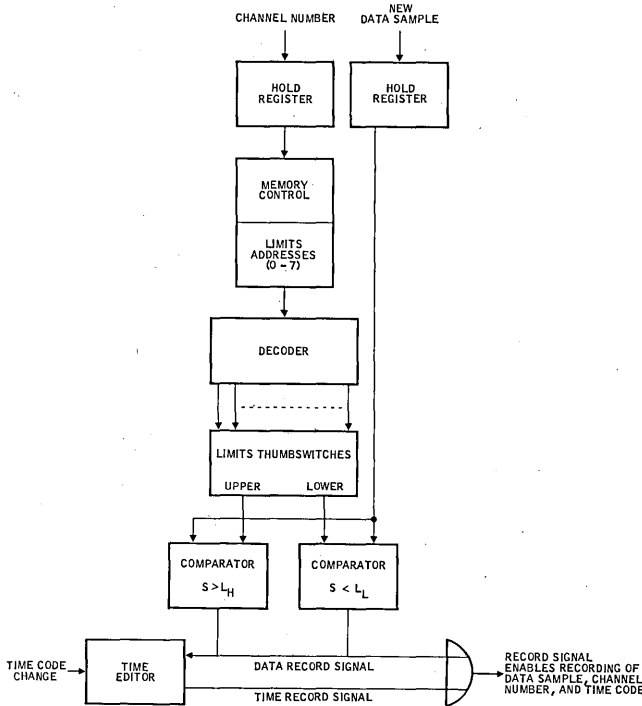 CHANNEL NUMBER
NEW
DATA SAMPLE
HOLD
REGISTER
HOLD
REGISTER
MEMORY
CONTROL
LIMITS
ADDRESSES
(0 - 7)
DECODER
LIMITS THUMBSWITCHES
UPPER LOWER
COMPARATOR
S > L_H
COMPARATOR
S < L_L
TIME CODE
CHANGE
TIME
EDITOR
DATA RECORD SIGNAL
TIME RECORD SIGNAL
RECORD SIGNAL
ENABLES RECORDING OF
DATA SAMPLE, CHANNEL
NUMBER, AND TIME CODE